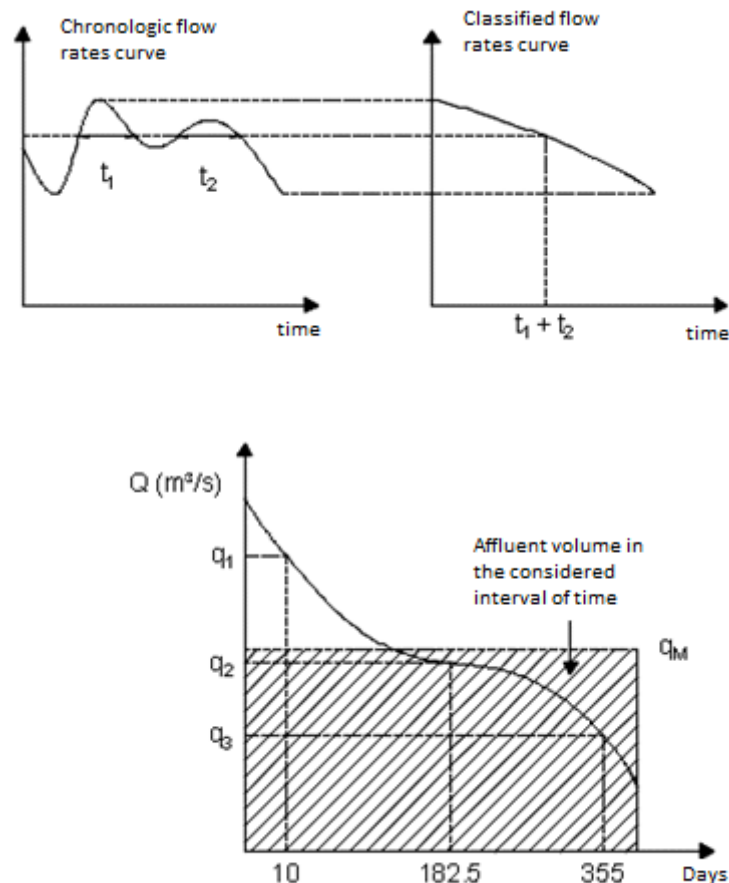 Chronologic flow
rates curve
Classified flow
rates curve
t₁
t₂
time
t₁ + t₂
time
Q (m³/s)
Affluent volume in
the considered
interval of time
q₁
qM
q₂
q₃
10
182.5
355
Days